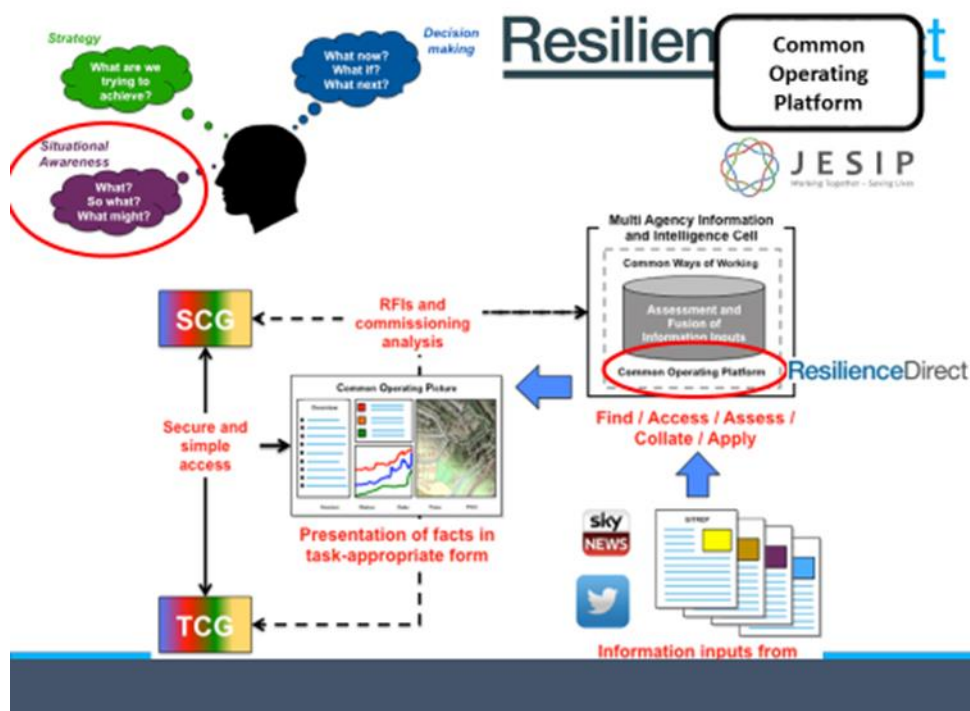 Strategy
What are we
trying to
achieve?
Decision
making
What now?
What if?
What next?
Resilien
t
Common
Operating
Platform
Situational
Awareness
What?
So what?
What might?
JESIP
Working Together – Saving Lives
Multi Agency Information
and Intelligence Cell
Common Ways of Working
Assessment and
Fusion of
Information Inputs
Common Operating Platform
ResilienceDirect
SCG
RFIs and
commissioning
analysis
Common Operating Picture
Overview
Find / Access / Assess /
Collate / Apply
Secure and
simple
access
Presentation of facts in
task-appropriate form
sky
NEWS
SITREP
TCG
Information inputs from